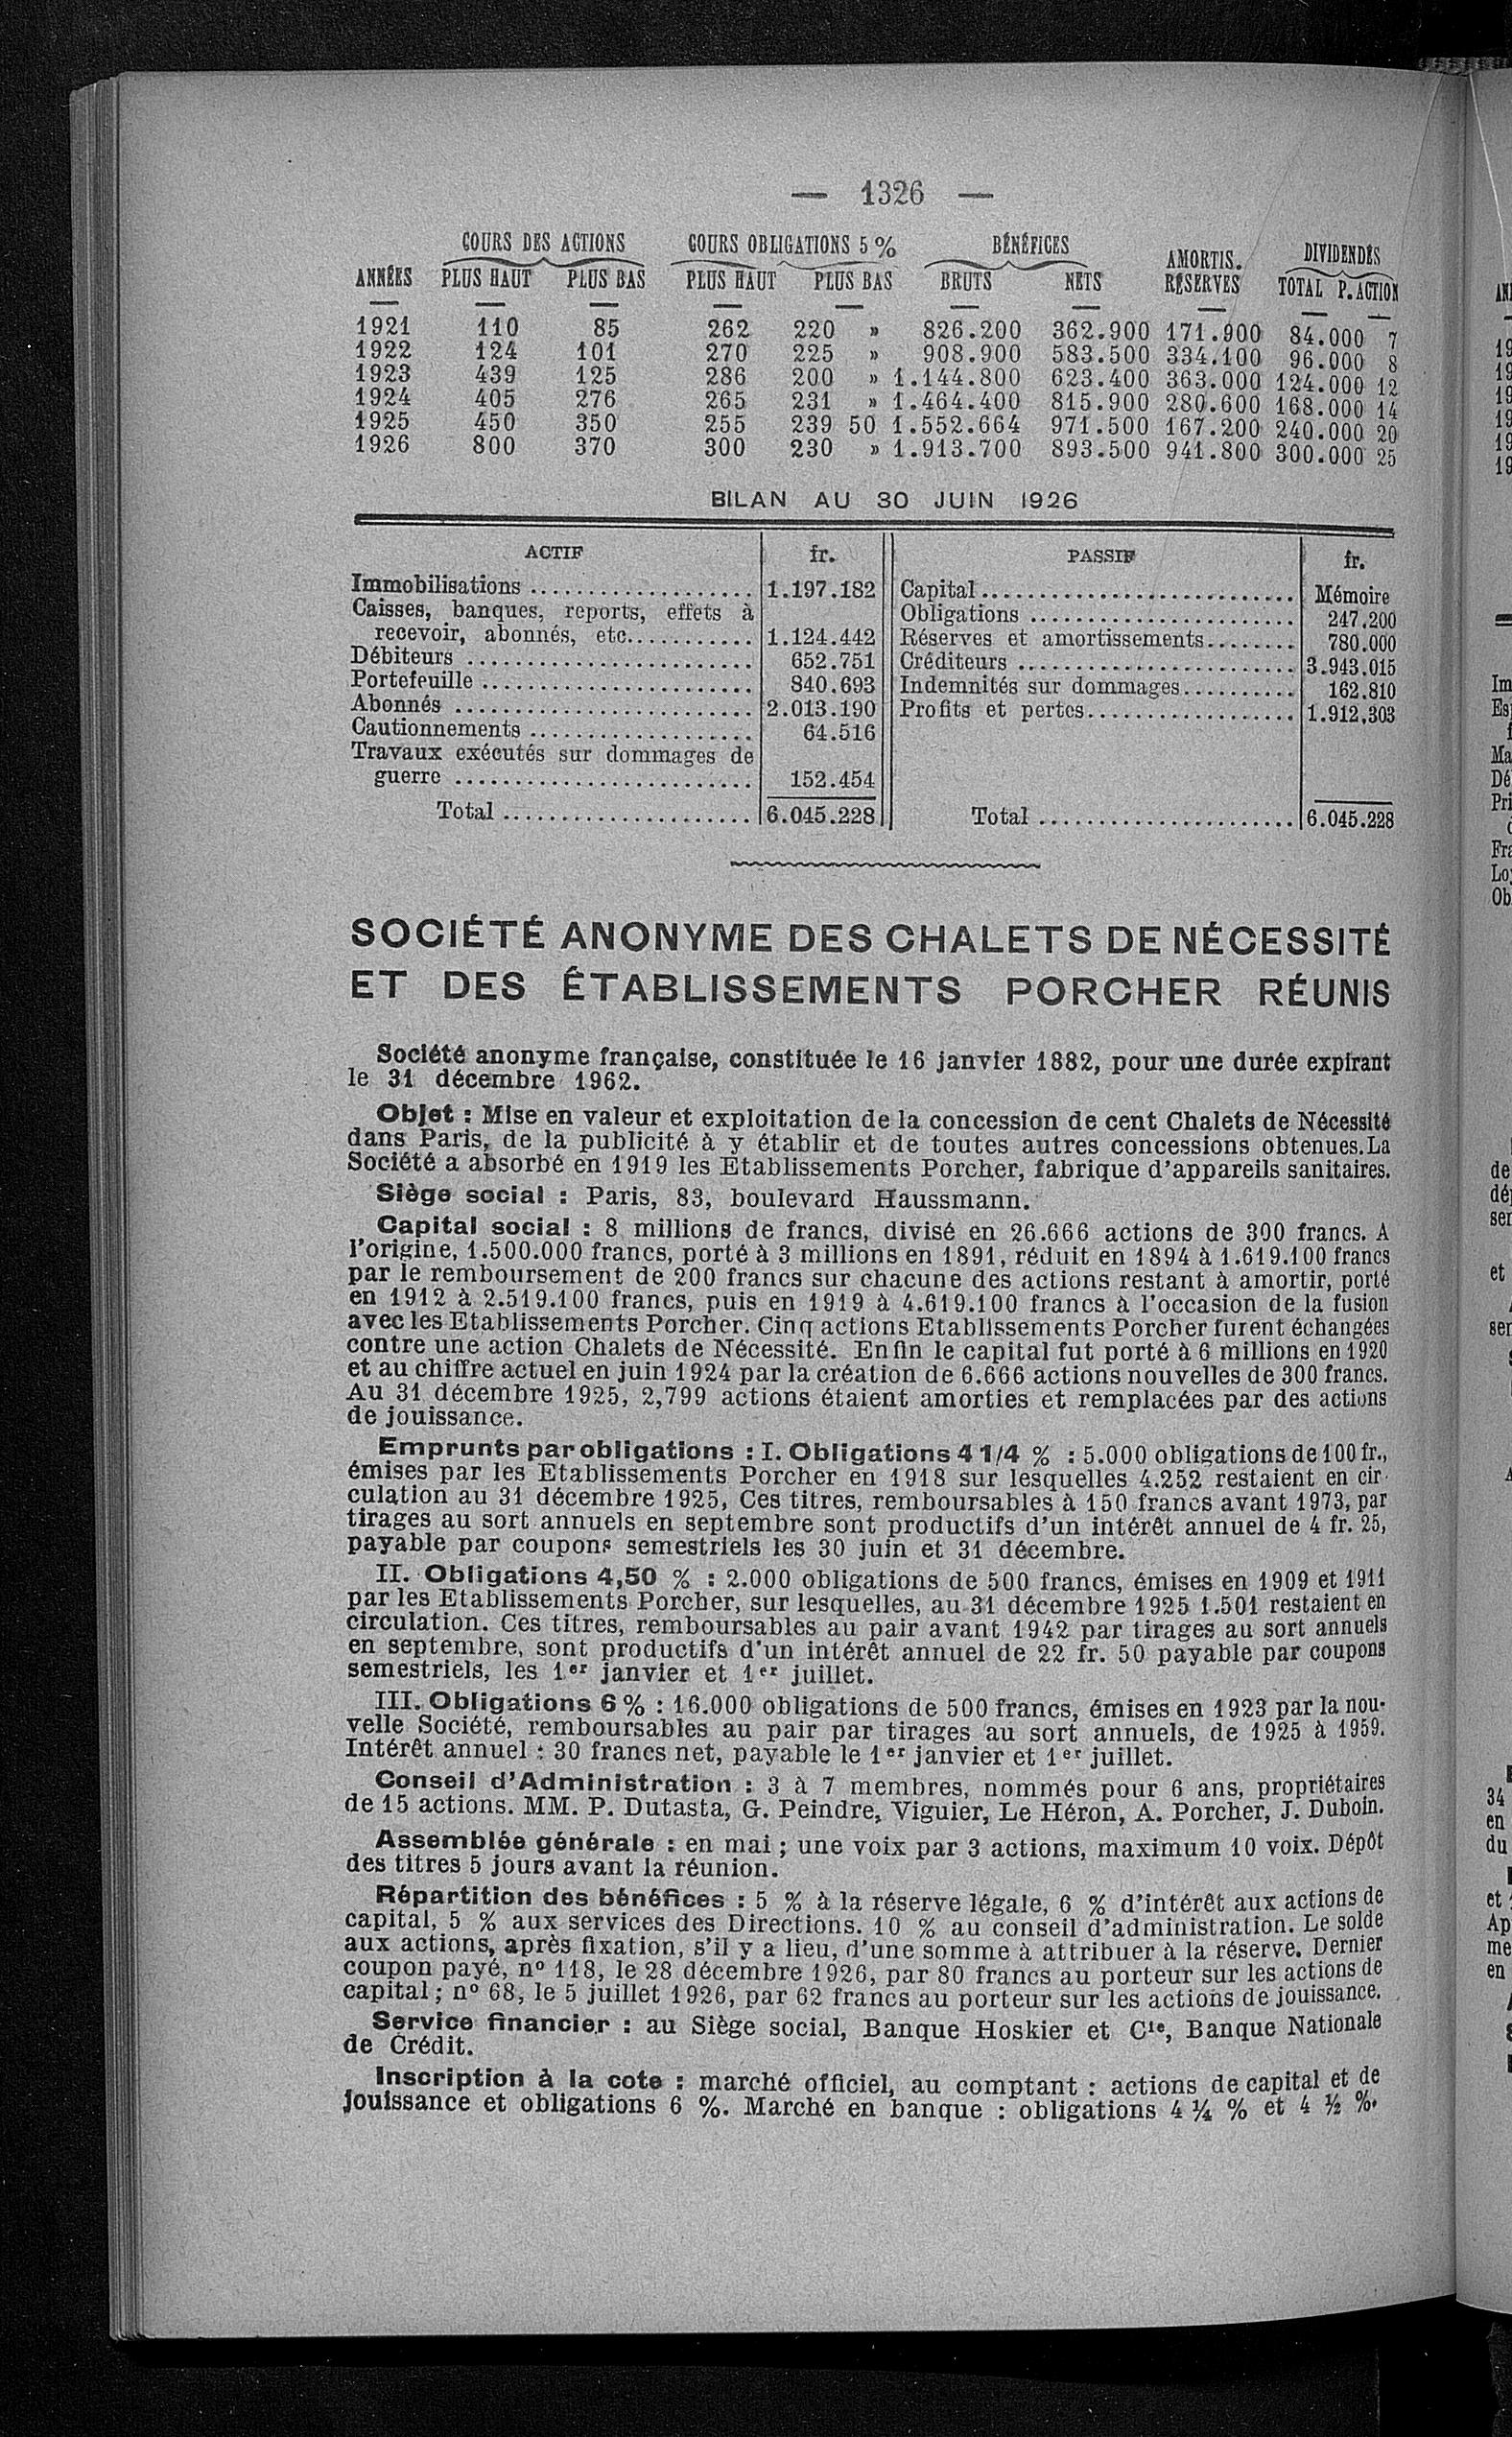 — 1326 —
COURS DES ACTIONS COURS OBLIGATIONS 5 % BÉNÉFICES AMORTIS. DIVIDENDES
ANNÉES PLUS HAUT PLUS BAS PLUS HAUT PLUS BAS BRUTS NETS RÉSERVES TOTAL P. ACTION
1921 110 85 262 220 » 826.200 362.900 171.900 84.000 7
1922 124 101 270 225 » 908.900 583.500 334.100 96.000 8
1923 439 125 286 200 » 1.144.800 623.400 363.000 124.000 12
1924 405 276 265 231 » 1.464.400 815.900 280.600 168.000 14
1925 450 350 255 239 50 1.552.664 971.500 167.200 240.000 20
1926 800 370 300 230 » 1.913.700 893.500 941.800 300.000 25
BILAN AU 30 JUIN 1926
ACTIF fr. PASSIF fr.
Immobilisations ................... 1.197.182 Capital........................... Mémoire
Caisses, banques, reports, effets à Obligations ....................... 247.200
recevoir, abonnés, etc........... 1.124.442 Réserves et amortissements........ 780.000
Débiteurs ........................ 652.751 Créditeurs ........................ 3.943.015
Portefeuille ....................... 840.693 Indemnités sur dommages.......... 162.810
Abonnés ......................... 2.013.190 Profits et pertes.................. 1.912.303
Cautionnements ................... 64.516
Travaux exécutés sur dommages de
guerre ......................... 152.454
Total ..................... 6.045.228 Total ...................... 6.045.228
SOCIÉTÉ ANONYME DES CHALETS DE NÉCESSITÉ
ET DES ÉTABLISSEMENTS PORCHER RÉUNIS
Société anonyme française, constituée le 16 janvier 1882, pour une durée expirant
le 31 décembre 1962.
Objet : Mise en valeur et exploitation de la concession de cent Chalets de Nécessité
dans Paris, de la publicité à y établir et de toutes autres concessions obtenues.La
Société a absorbé en 1919 les Etablissements Porcher, fabrique d'appareils sanitaires.
Siège social : Paris, 83, boulevard Haussmann.
Capital social : 8 millions de francs, divisé en 26.666 actions de 300 francs. A
l'origine, 1.500.000 francs, porté à 3 millions en 1891, réduit en 1894 à 1.619.100 francs
par le remboursement de 200 francs sur chacune des actions restant à amortir, porté
en 1912 à 2.519.100 francs, puis en 1919 à 4.619.100 francs à l'occasion de la fusion
avec les Etablissements Porcher. Cinq actions Etablissements Porcher furent échangées
contre une action Chalets de Nécessité. Enfin le capital fut porté à 6 millions en 1920
et au chiffre actuel en juin 1924 par la création de 6.666 actions nouvelles de 300 francs.
Au 31 décembre 1925, 2,799 actions étaient amorties et remplacées par des actions
de jouissance.
Emprunts par obligations : I. Obligations 4 1/4 % : 5.000 obligations de 100 fr.,
émises par les Etablissements Porcher en 1918 sur lesquelles 4.252 restaient en cir-
culation au 31 décembre 1925, Ces titres, remboursables à 150 francs avant 1973, par
tirages au sort annuels en septembre sont productifs d'un intérêt annuel de 4 fr. 25,
payable par coupons semestriels les 30 juin et 31 décembre.
II. Obligations 4,50 % : 2.000 obligations de 500 francs, émises en 1909 et 1911
par les Etablissements Porcher, sur lesquelles, au 31 décembre 1925 1.501 restaient en
circulation. Ces titres, remboursables au pair avant 1942 par tirages au sort annuels
en septembre, sont productifs d'un intérêt annuel de 22 fr. 50 payable par coupons
semestriels, les 1er janvier et 1er juillet.
III. Obligations 6 % : 16.000 obligations de 500 francs, émises en 1923 par la nou-
velle Société, remboursables au pair par tirages au sort annuels, de 1925 à 1959.
Intérêt annuel : 30 francs net, payable le 1er janvier et 1er juillet.
Conseil d'Administration : 3 à 7 membres, nommés pour 6 ans, propriétaires
de 15 actions. MM. P. Dutasta, G. Peindre, Viguier, Le Héron, A. Porcher, J. Duboin.
Assemblée générale : en mai ; une voix par 3 actions, maximum 10 voix. Dépôt
des titres 5 jours avant la réunion.
Répartition des bénéfices : 5 % à la réserve légale, 6 % d'intérêt aux actions de
capital, 5 % aux services des Directions. 10 % au conseil d'administration. Le solde
aux actions, après fixation, s'il y a lieu, d'une somme à attribuer à la réserve. Dernier
coupon payé, n° 118, le 28 décembre 1926, par 80 francs au porteur sur les actions de
capital ; n° 68, le 5 juillet 1926, par 62 francs au porteur sur les actions de jouissance.
Service financier : au Siège social, Banque Hoskier et Cie, Banque Nationale
de Crédit.
Inscription à la cote : marché officiel, au comptant : actions de capital et de
jouissance et obligations 6 %. Marché en banque : obligations 4 ¼ % et 4 ½ %.